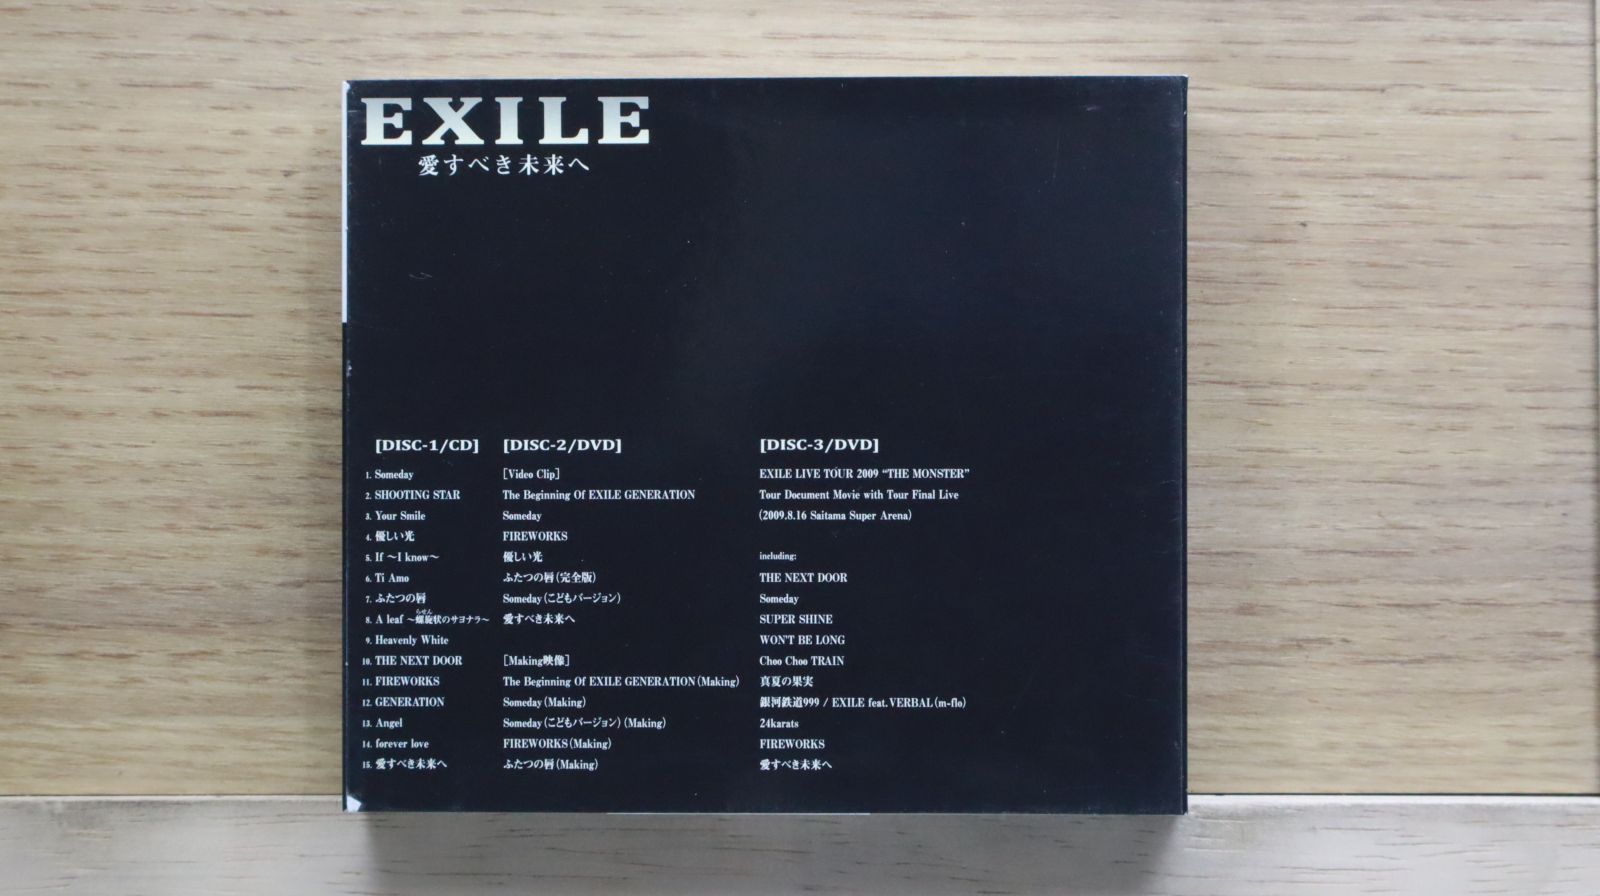 EXILE
愛すべき未来へ
[DISC-1/CD]
1. Someday
2. SHOOTING STAR
3. Your Smile
4. 優しい光
5. If ～I know～
6. Ti Amo
7. ふたつの唇
らせん
8. A leaf ～螺旋状のサヨナラ～
9. Heavenly White
10. THE NEXT DOOR
11. FIREWORKS
12. GENERATION
13. Angel
14. forever love
15. 愛すべき未来へ
[DISC-2/DVD]
[Video Clip]
The Beginning Of EXILE GENERATION
Someday
FIREWORKS
優しい光
ふたつの唇(完全版)
Someday(こどもバージョン)
愛すべき未来へ
[Making映像]
The Beginning Of EXILE GENERATION(Making)
Someday(Making)
Someday(こどもバージョン)(Making)
FIREWORKS(Making)
ふたつの唇(Making)
[DISC-3/DVD]
EXILE LIVE TOUR 2009 “THE MONSTER”
Tour Document Movie with Tour Final Live
(2009.8.16 Saitama Super Arena)
including:
THE NEXT DOOR
Someday
SUPER SHINE
WON'T BE LONG
Choo Choo TRAIN
真夏の果実
銀河鉄道999 / EXILE feat.VERBAL(m-flo)
24karats
FIREWORKS
愛すべき未来へ